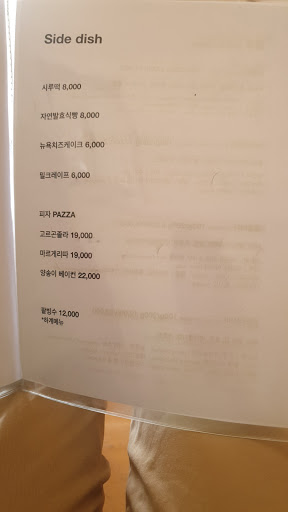 Side dish
시루떡 8,000
자연발효식빵 8,000
뉴욕치즈케이크 6,000
밀크레이프 6,000
피자 PAZZA
고르곤졸라 19,000
마르게리따 19,000
양송이 베이컨 22,000
팥빙수 12,000
*하계메뉴